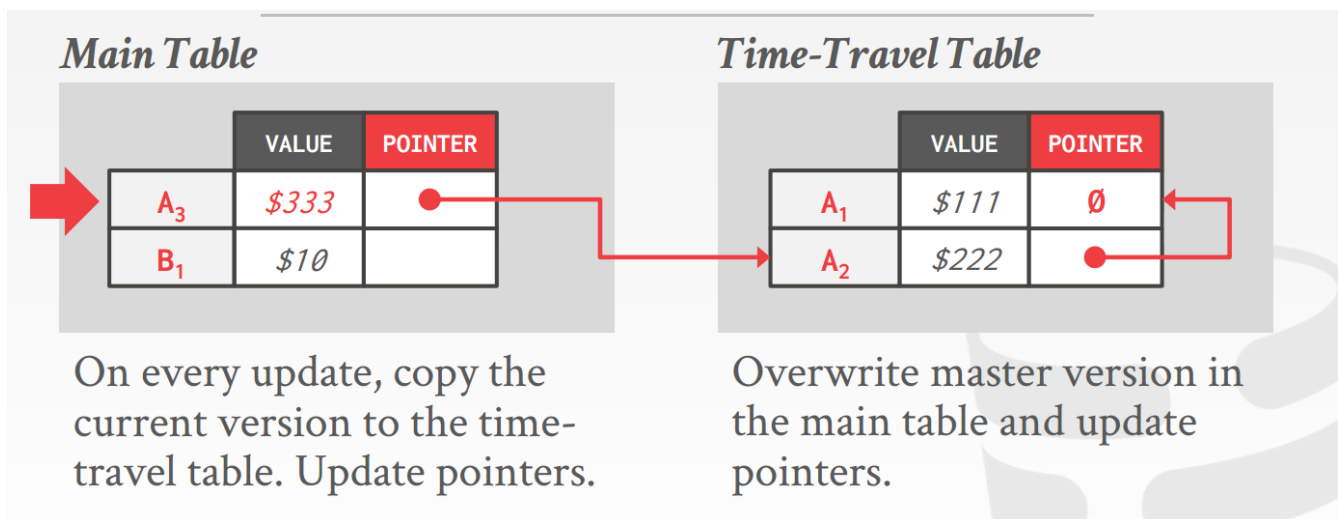 Main Table
VALUE POINTER
A₃ $333
B₁ $10
On every update, copy the
current version to the time-
travel table. Update pointers.
Time-Travel Table
VALUE POINTER
A₁ $111 Ø
A₂ $222
Overwrite master version in
the main table and update
pointers.